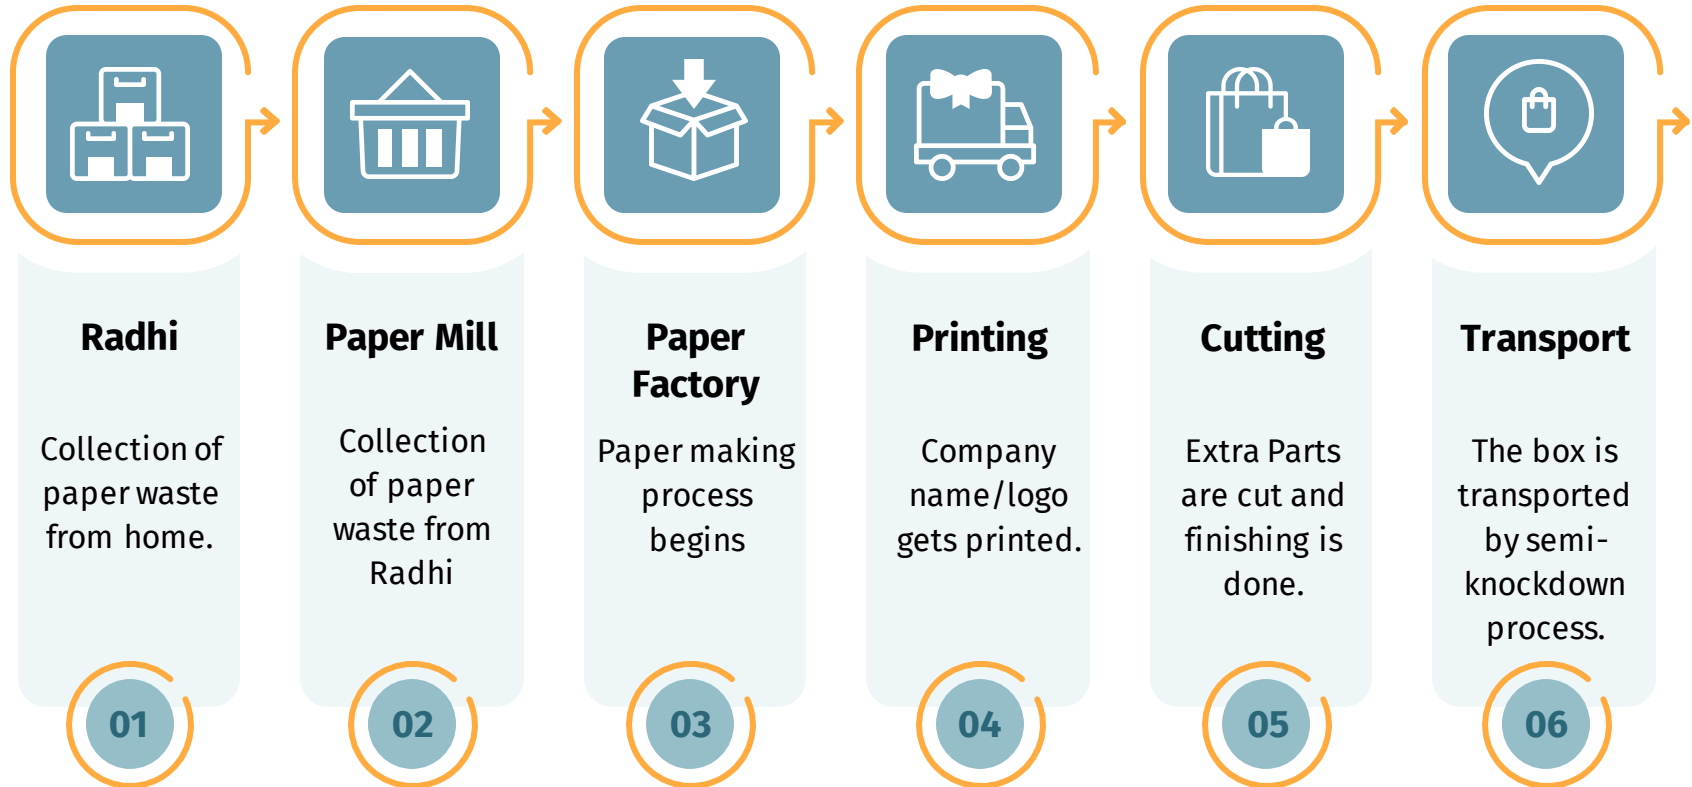 Radhi
Collection of
paper waste
from home.
01
Paper Mill
Collection
of paper
waste from
Radhi
02
Paper
Factory
Paper making
process
begins
03
Printing
Company
name/logo
gets printed.
04
Cutting
Extra Parts
are cut and
finishing is
done.
05
Transport
The box is
transported
by semi-
knockdown
process.
06